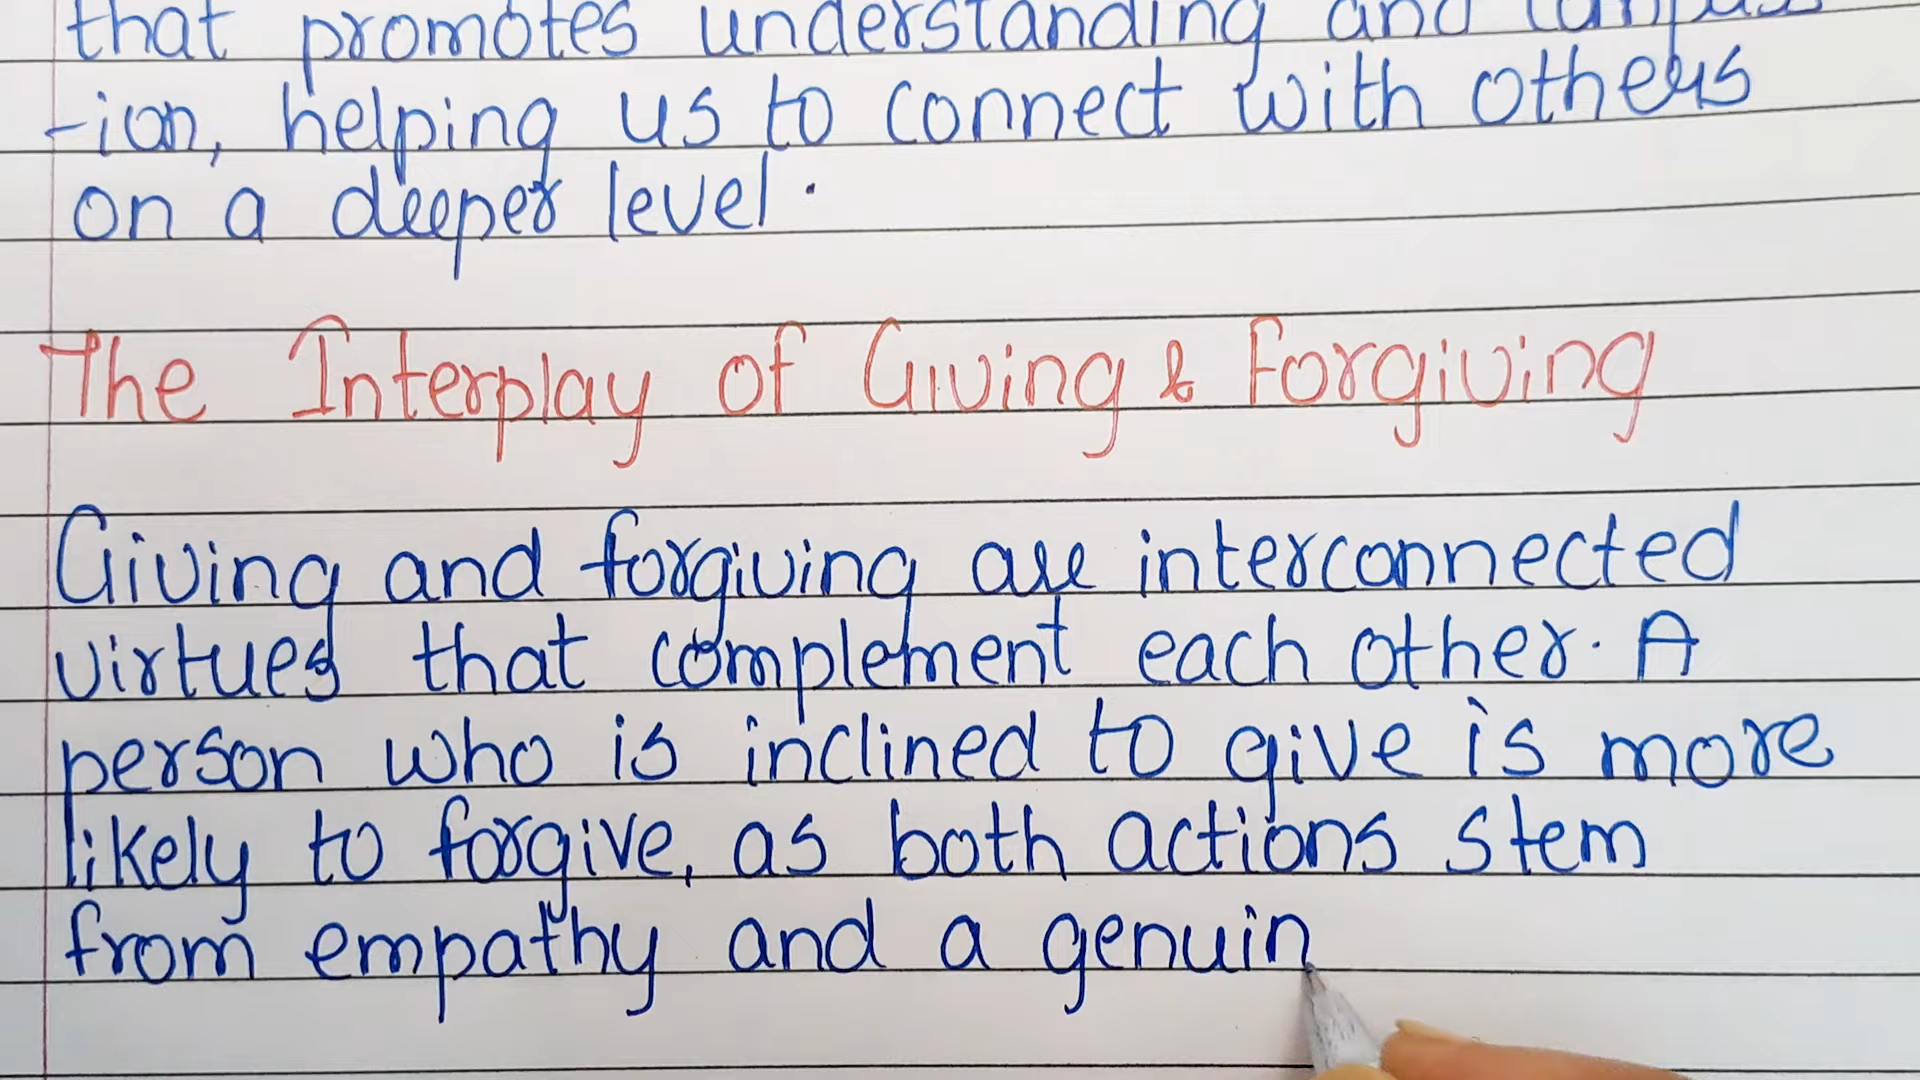 that promotes understanding and compass
-ion, helping us to connect with others
on a deeper level.
The Interplay of Giving & Forgiving
Giving and forgiving are interconnected
virtues that complement each other. A
person who is inclined to give is more
likely to forgive, as both actions stem
from empathy and a genuin